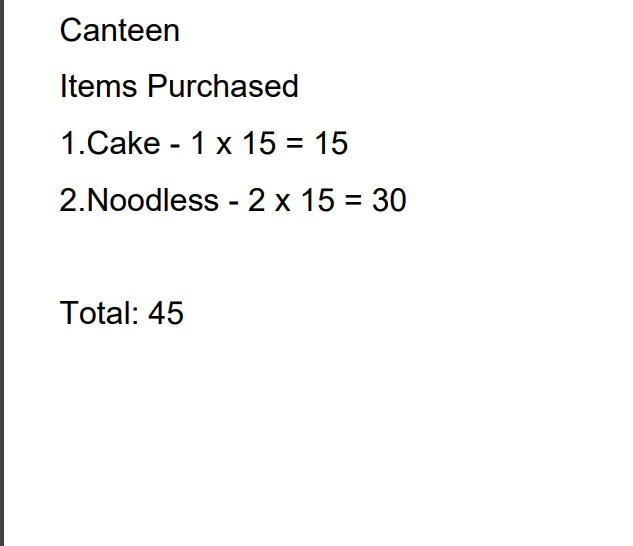 Canteen
Items Purchased
1.Cake - 1 x 15 = 15
2.Noodless - 2 x 15 = 30
Total: 45